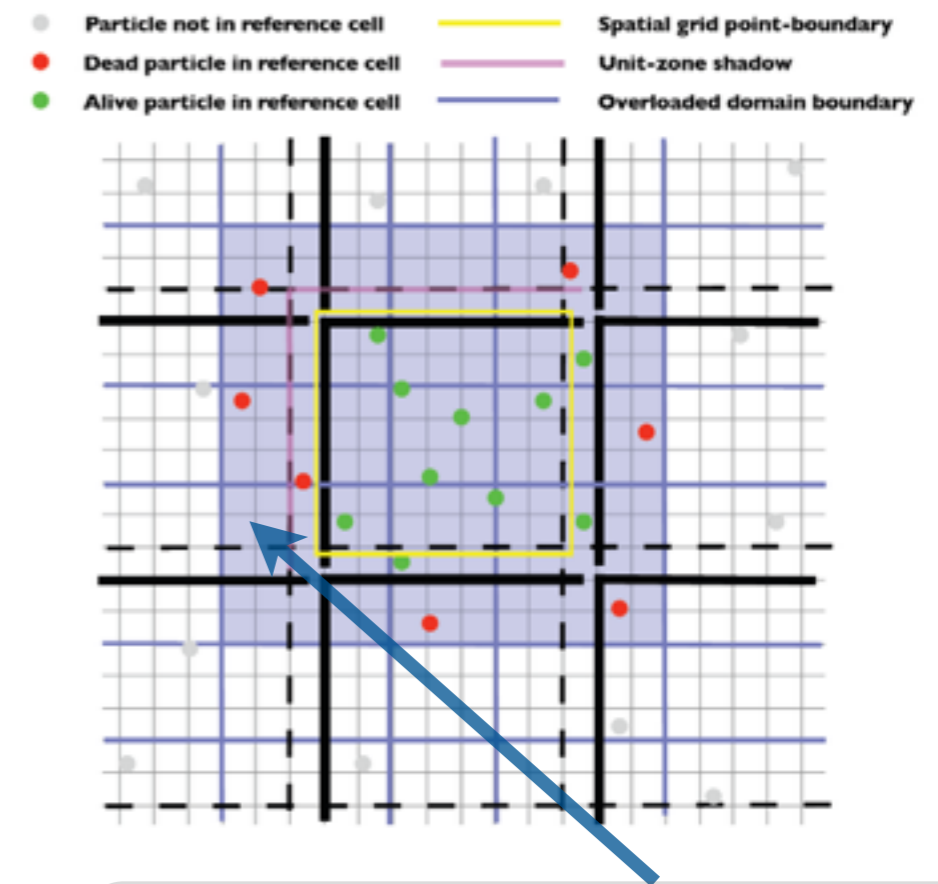 Particle not in reference cell
Dead particle in reference cell
Alive particle in reference cell
Spatial grid point-boundary
Unit-zone shadow
Overloaded domain boundary